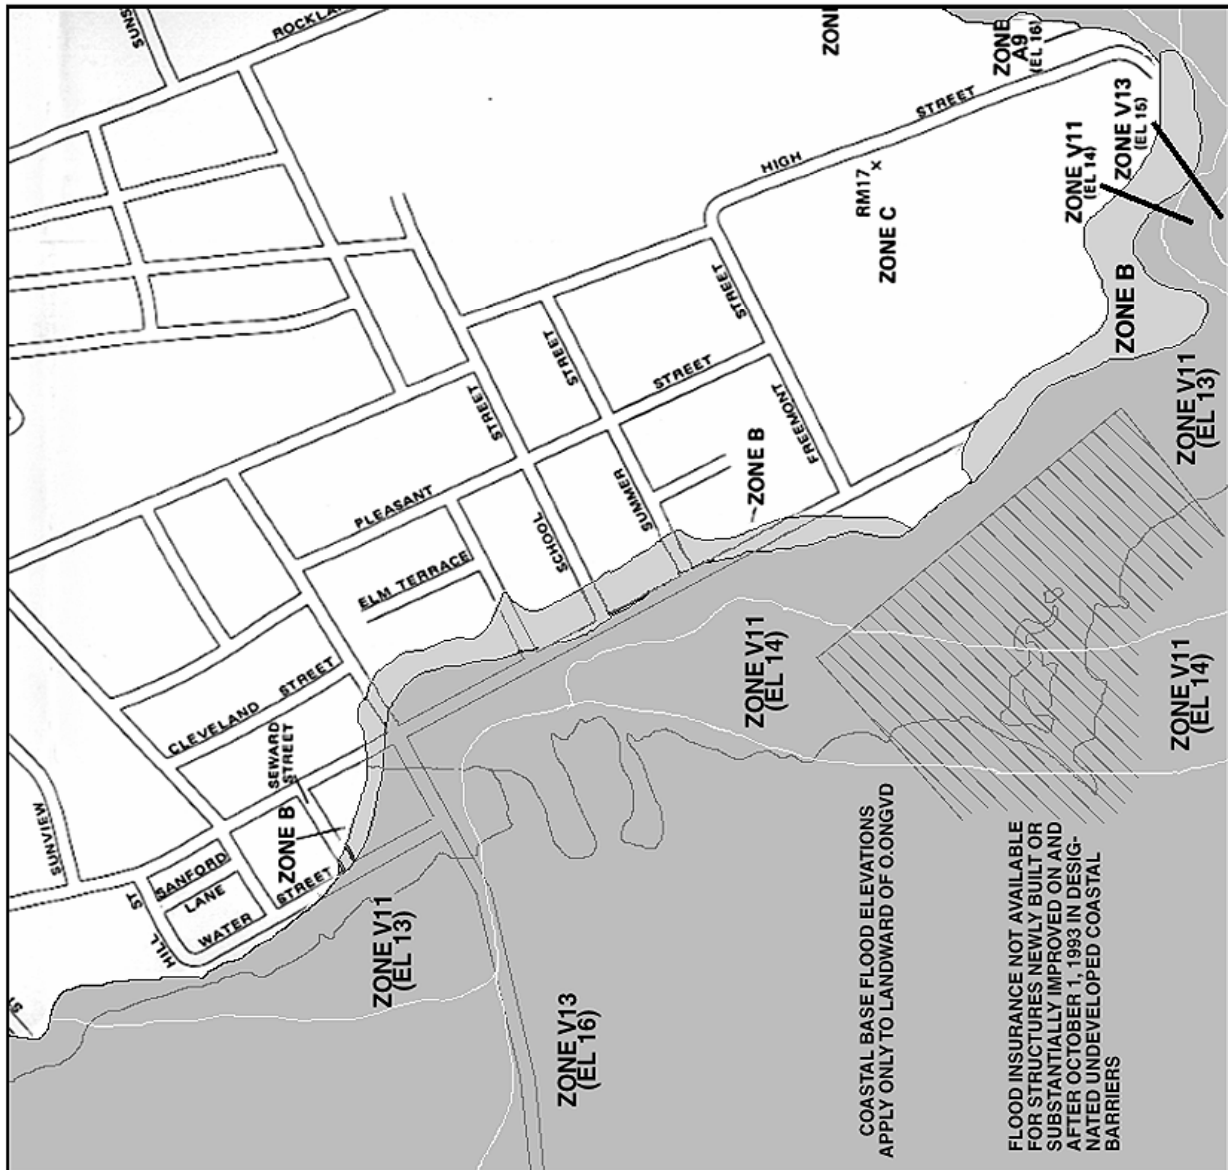 SUNS
ROCKLA
ZONE
ZONE
A9
(EL 16)
HIGH
STREET
RM17
ZONE C
ZONE V11
(EL 14)
ZONE V13
(EL 15)
ZONE B
STREET
STREET
STREET
STREET
FREEMONT
ZONE B
ZONE V11
(EL 13)
PLEASANT
SUMMER
SCHOOL
ELM TERRACE
CLEVELAND STREET
SEWARD
STREET
ZONE B
SUNVIEW
SANFORD
LANE
WATER
STREET
HILL
ST
ST
ZONE V11
(EL 13)
ZONE V13
(EL 16)
ZONE V11
(EL 14)
ZONE V11
(EL 14)
COASTAL BASE FLOOD ELEVATIONS
APPLY ONLY TO LANDWARD OF O.ONGVD
FLOOD INSURANCE NOT AVAILABLE
FOR STRUCTURES NEWLY BUILT OR
SUBSTANTIALLY IMPROVED ON AND
AFTER OCTOBER 1, 1993 IN DESIG-
NATED UNDEVELOPED COASTAL
BARRIERS